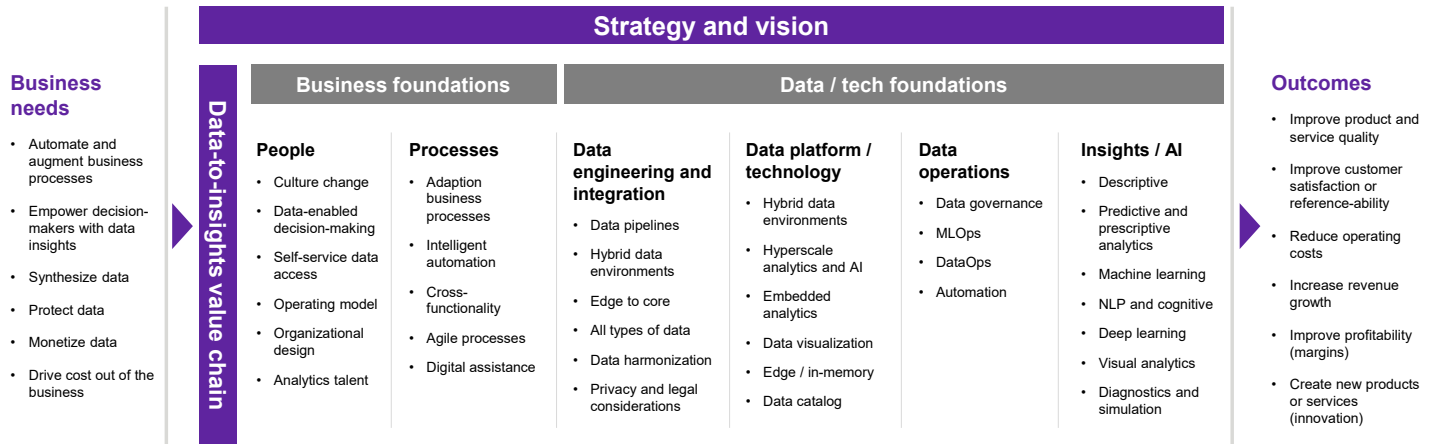 Strategy and vision
Business
needs
• Automate and
augment business
processes
• Empower decision-
makers with data
insights
• Synthesize data
• Protect data
• Monetize data
• Drive cost out of the
business
Data-to-insights value chain
Business foundations
People
• Culture change
• Data-enabled
decision-making
• Self-service data
access
• Operating model
• Organizational
design
• Analytics talent
Processes
• Adaption
business
processes
• Intelligent
automation
• Cross-
functionality
• Agile processes
• Digital assistance
Data / tech foundations
Data
engineering and
integration
• Data pipelines
• Hybrid data
environments
• Edge to core
• All types of data
• Data harmonization
• Privacy and legal
considerations
Data platform /
technology
• Hybrid data
environments
• Hyperscale
analytics and AI
• Embedded
analytics
• Data visualization
• Edge / in-memory
• Data catalog
Data
operations
• Data governance
• MLOps
• DataOps
• Automation
Insights / AI
• Descriptive
• Predictive and
prescriptive
analytics
• Machine learning
• NLP and cognitive
• Deep learning
• Visual analytics
• Diagnostics and
simulation
Outcomes
• Improve product and
service quality
• Improve customer
satisfaction or
reference-ability
• Reduce operating
costs
• Increase revenue
growth
• Improve profitability
(margins)
• Create new products
or services
(innovation)